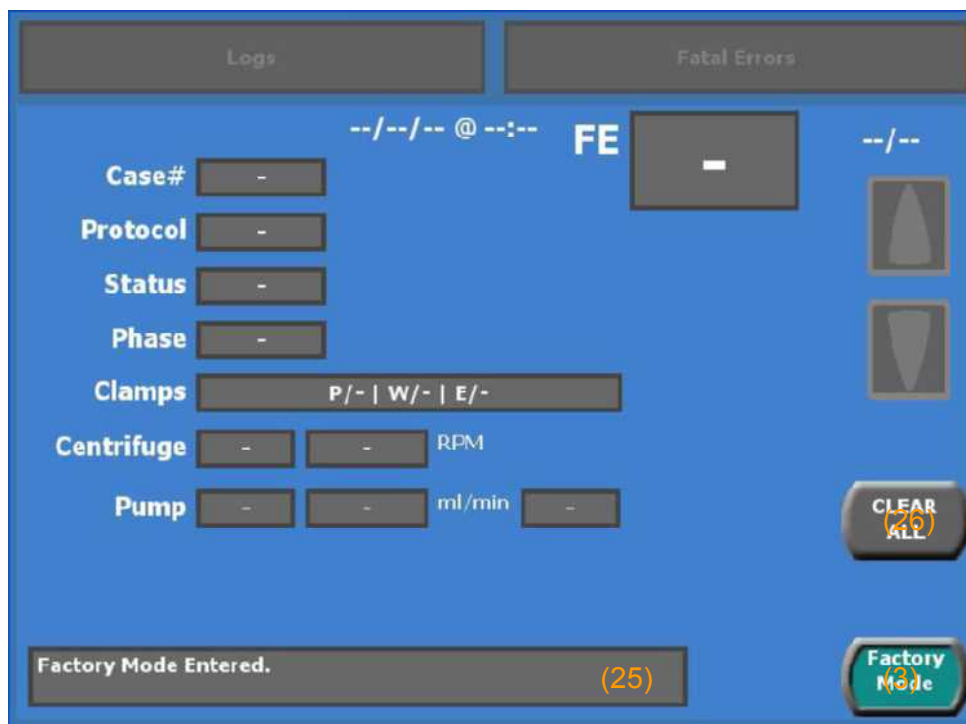 Logs
Fatal Errors
--/--/-- @ --:--
FE
-
--/--
Case# -
Protocol -
Status -
Phase -
Clamps P/- | W/- | E/-
Centrifuge - - RPM
Pump - - ml/min -
CLEAR
(26)
ALL
Factory Mode Entered.
(25)
Factory
(3)
Mode